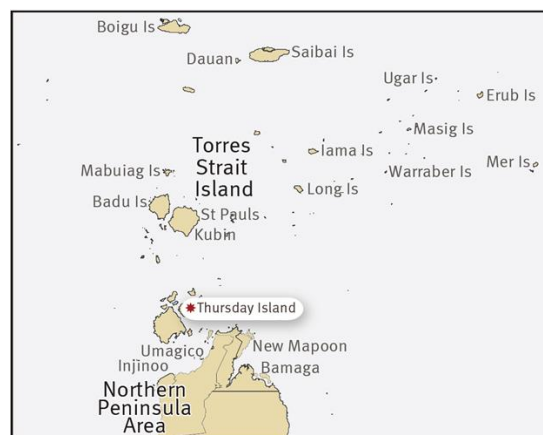 Boigu Is
Dauan
Saibai Is
Ugar Is
Erub Is
Masig Is
Torres
Strait
Island
Iama Is
Mabuiag Is
Warraber Is
Mer Is
Badu Is
Long Is
St Pauls
Kubin
Thursday Island
Umagico
New Mapoon
Injinoo
Bamaga
Northern
Peninsula
Area